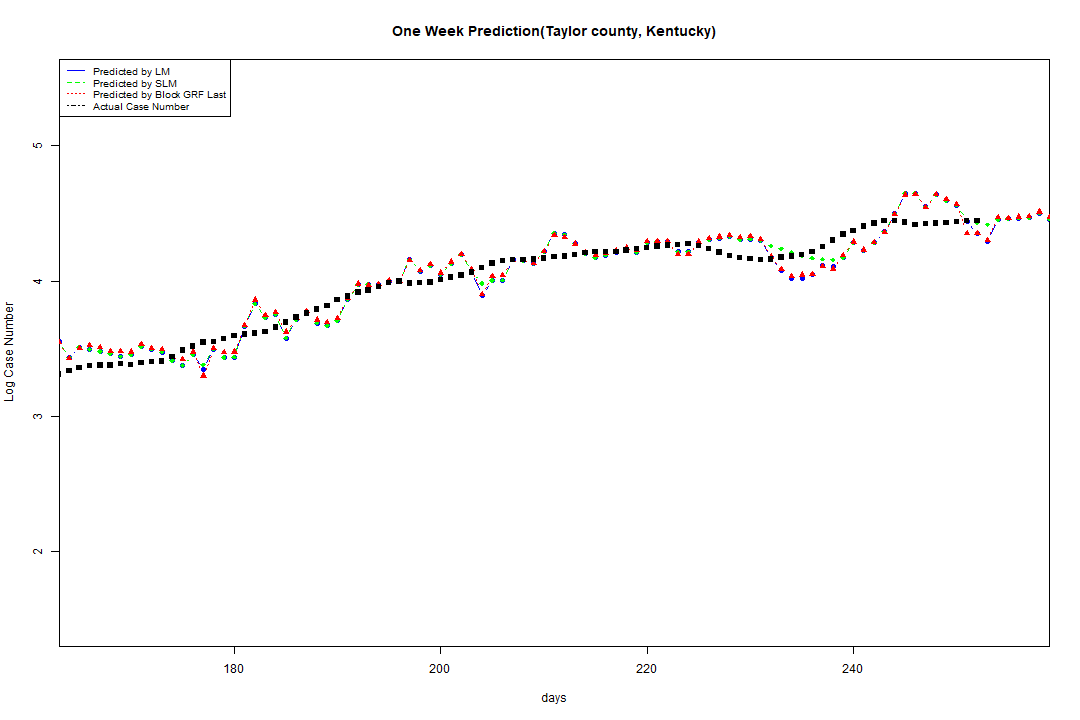 One Week Prediction(Taylor county, Kentucky)
Predicted by LM
Predicted by SLM
Predicted by Block GRF Last
Actual Case Number
5
4
3
2
Log Case Number
180 200 220 240
days